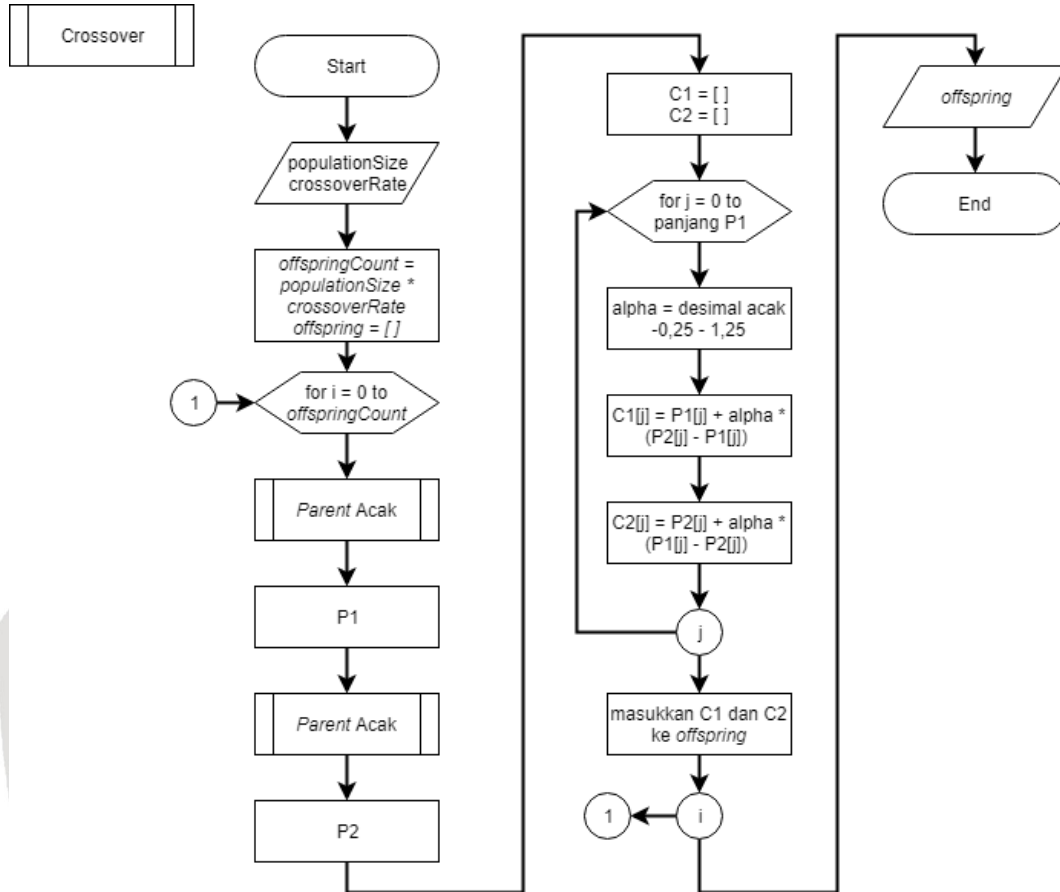 Crossover
Start
populationSize
crossoverRate
offspringCount =
populationSize *
crossoverRate
offspring = [ ]
1
for i = 0 to
offspringCount
Parent Acak
P1
Parent Acak
P2
C1 = [ ]
C2 = [ ]
for j = 0 to
panjang P1
alpha = desimal acak
-0,25 - 1,25
C1[j] = P1[j] + alpha *
(P2[j] - P1[j])
C2[j] = P2[j] + alpha *
(P1[j] - P2[j])
j
masukkan C1 dan C2
ke offspring
1
i
offspring
End